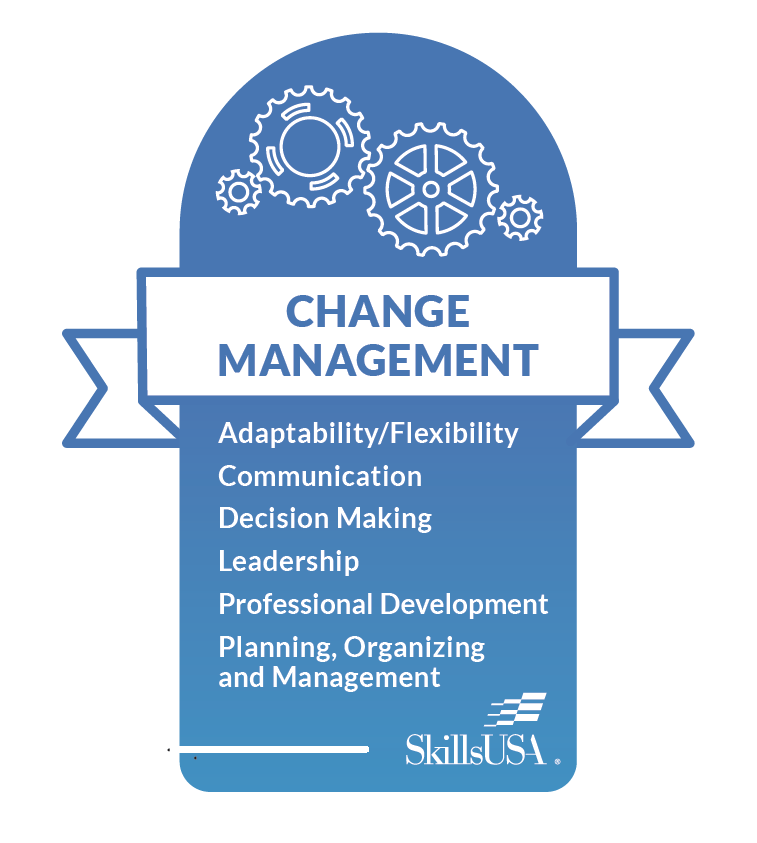 CHANGE
MANAGEMENT
Adaptability/Flexibility
Communication
Decision Making
Leadership
Professional Development
Planning, Organizing
and Management
SkillsUSA®